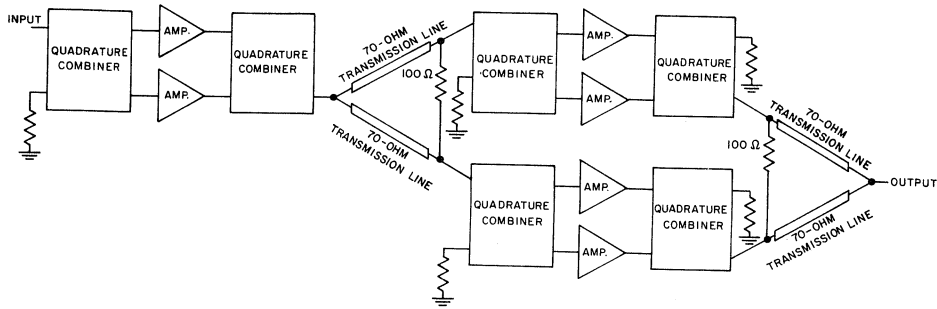 INPUT
QUADRATURE
COMBINER
AMP.
AMP.
QUADRATURE
COMBINER
70-OHM
TRANSMISSION LINE
100 Ω
70-OHM
TRANSMISSION LINE
QUADRATURE
COMBINER
AMP.
AMP.
QUADRATURE
COMBINER
QUADRATURE
COMBINER
AMP.
AMP.
QUADRATURE
COMBINER
70-OHM
TRANSMISSION LINE
100 Ω
OUTPUT
70-OHM
TRANSMISSION LINE